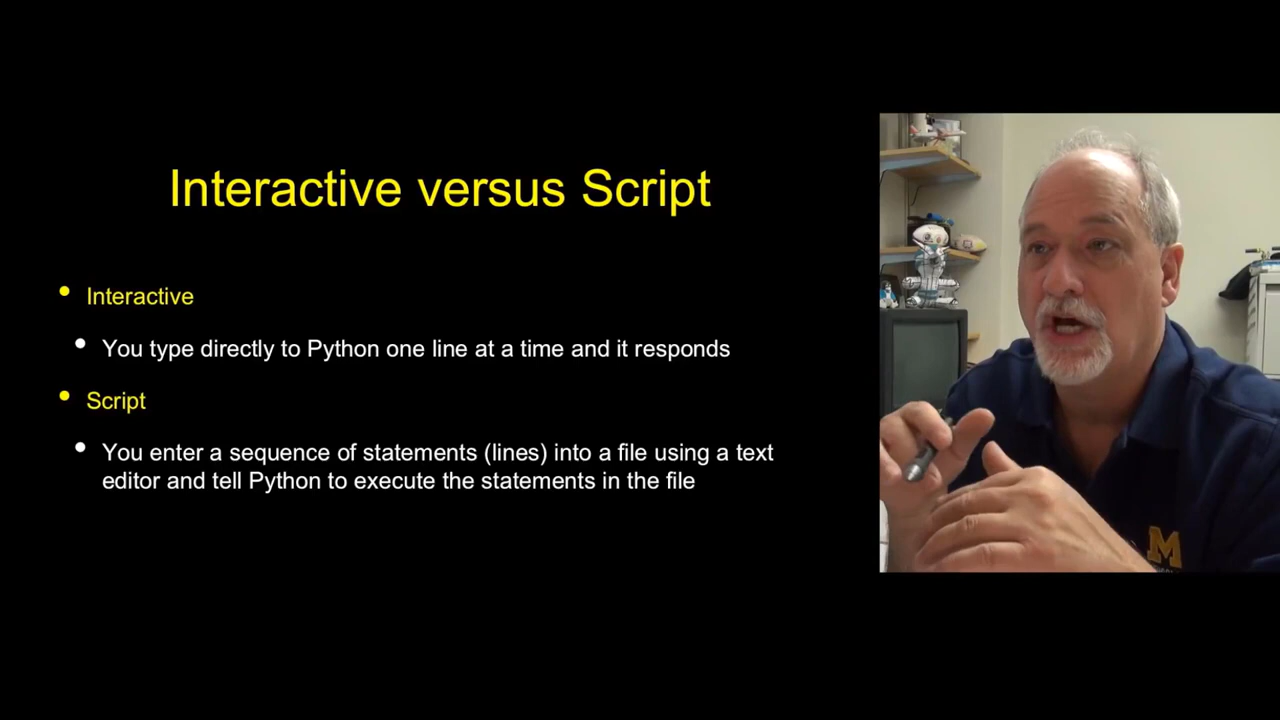 Interactive versus Script
• Interactive
• You type directly to Python one line at a time and it responds
• Script
• You enter a sequence of statements (lines) into a file using a text
editor and tell Python to execute the statements in the file
M